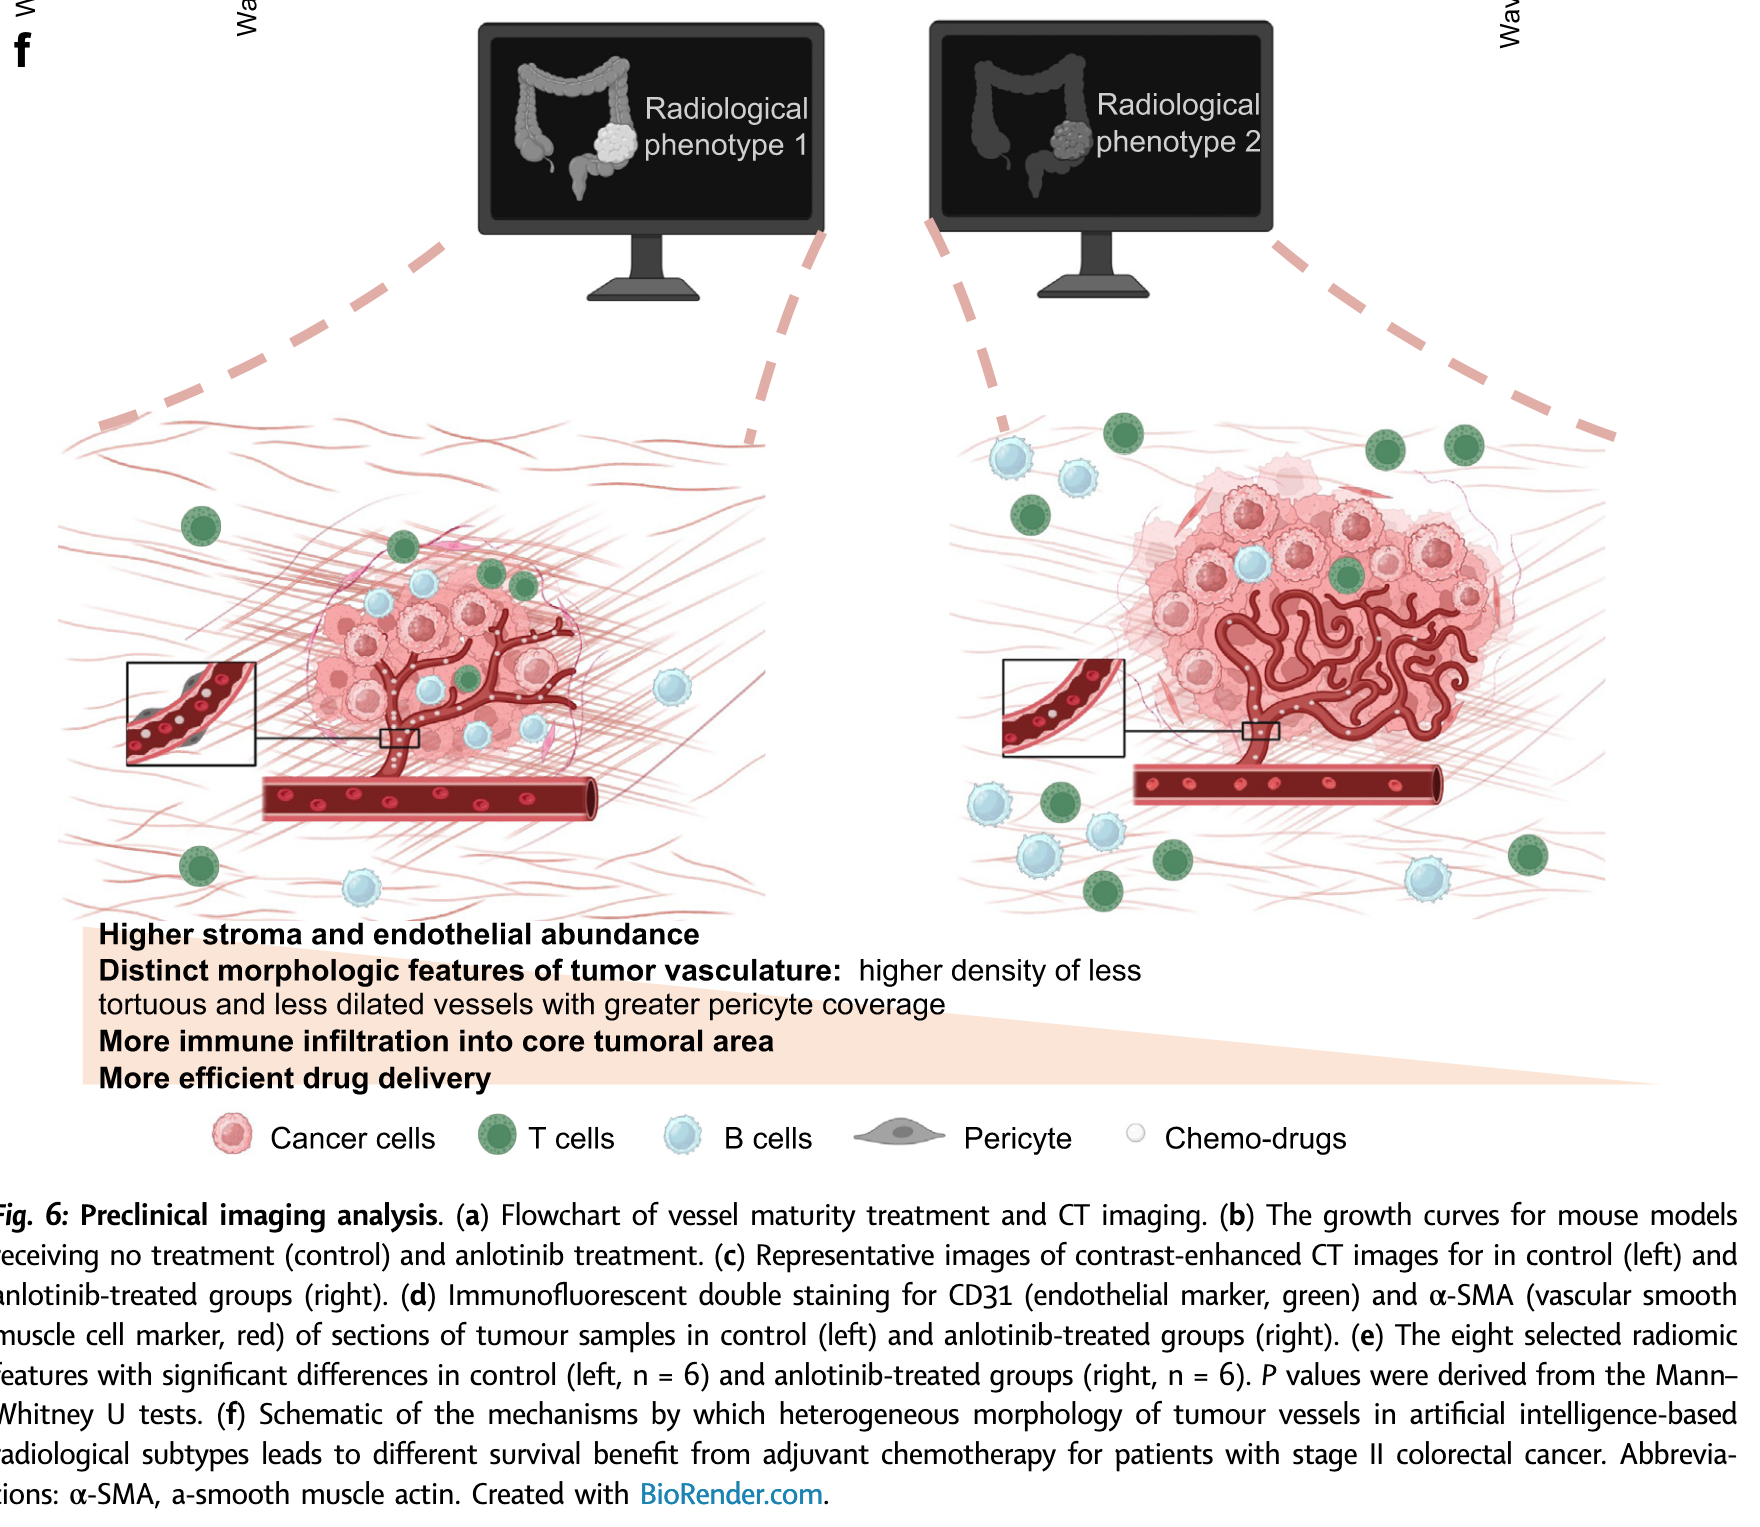 f
Radiological
phenotype 1
Radiological
phenotype 2
Higher stroma and endothelial abundance
Distinct morphologic features of tumor vasculature: higher density of less
tortuous and less dilated vessels with greater pericyte coverage
More immune infiltration into core tumoral area
More efficient drug delivery
Cancer cells
T cells
B cells
Pericyte
Chemo-drugs
Fig. 6: Preclinical imaging analysis. (a) Flowchart of vessel maturity treatment and CT imaging. (b) The growth curves for mouse models
receiving no treatment (control) and anlotinib treatment. (c) Representative images of contrast-enhanced CT images for in control (left) and
anlotinib-treated groups (right). (d) Immunofluorescent double staining for CD31 (endothelial marker, green) and α-SMA (vascular smooth
muscle cell marker, red) of sections of tumour samples in control (left) and anlotinib-treated groups (right). (e) The eight selected radiomic
features with significant differences in control (left, n = 6) and anlotinib-treated groups (right, n = 6). P values were derived from the Mann–
Whitney U tests. (f) Schematic of the mechanisms by which heterogeneous morphology of tumour vessels in artificial intelligence-based
radiological subtypes leads to different survival benefit from adjuvant chemotherapy for patients with stage II colorectal cancer. Abbrevia-
tions: α-SMA, a-smooth muscle actin. Created with BioRender.com.